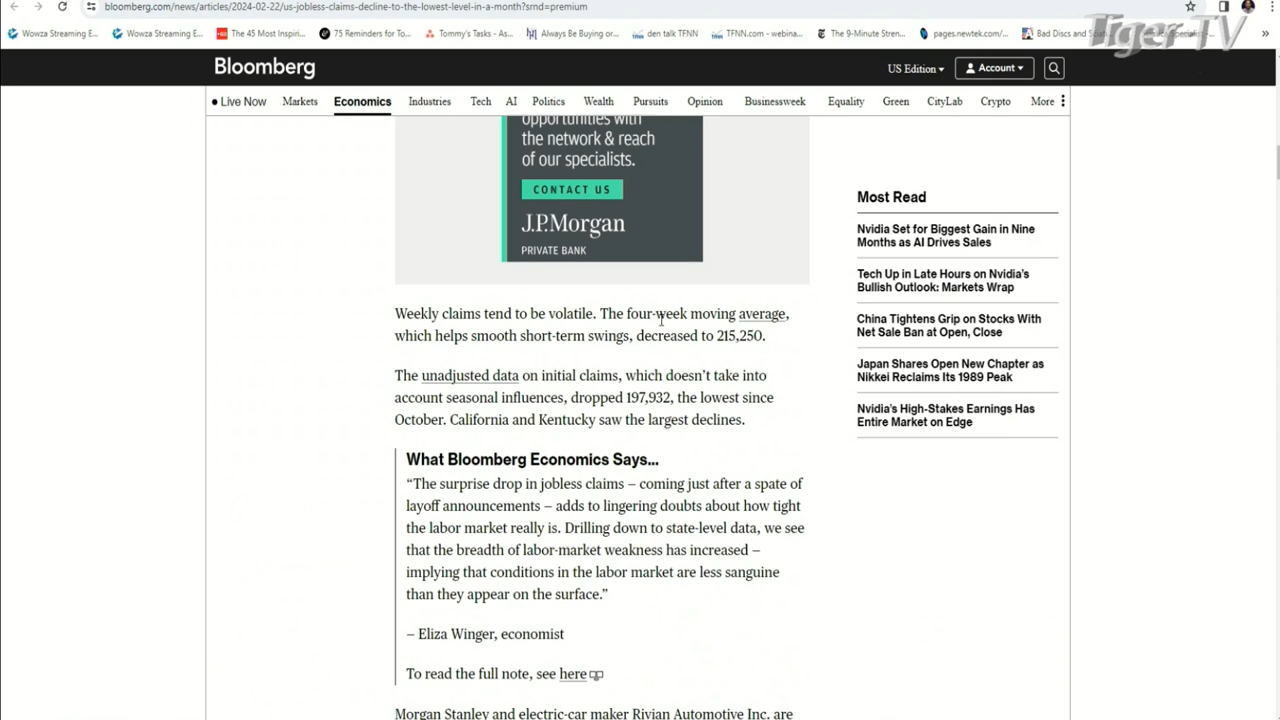 bloomberg.com/news/articles/2024-02-22/us-jobless-claims-decline-to-the-lowest-level-in-a-month?srnd=premium
Wowza Streaming E...
Wowza Streaming E...
The 45 Most Inspiri...
75 Reminders for To...
Tommy's Tasks - As...
Always Be Buying or...
den talk TFNN
TFNN.com - webina...
The 9-Minute Stren...
pages.newtek.com/...
Bad Discs and
Tiger TV
Bloomberg
US Edition
Account
Live Now
Markets
Economics
Industries
Tech
AI
Politics
Wealth
Pursuits
Opinion
Businessweek
Equality
Green
CityLab
Crypto
More
opportunities with
the network & reach
of our specialists.
CONTACT US
J.P.Morgan
PRIVATE BANK
Weekly claims tend to be volatile. The four-week moving average,
which helps smooth short-term swings, decreased to 215,250.
The unadjusted data on initial claims, which doesn't take into
account seasonal influences, dropped 197,932, the lowest since
October. California and Kentucky saw the largest declines.
What Bloomberg Economics Says...
“The surprise drop in jobless claims – coming just after a spate of
layoff announcements – adds to lingering doubts about how tight
the labor market really is. Drilling down to state-level data, we see
that the breadth of labor-market weakness has increased –
implying that conditions in the labor market are less sanguine
than they appear on the surface.”
– Eliza Winger, economist
To read the full note, see here
Morgan Stanley and electric-car maker Rivian Automotive Inc. are
Most Read
Nvidia Set for Biggest Gain in Nine
Months as AI Drives Sales
Tech Up in Late Hours on Nvidia's
Bullish Outlook: Markets Wrap
China Tightens Grip on Stocks With
Net Sale Ban at Open, Close
Japan Shares Open New Chapter as
Nikkei Reclaims Its 1989 Peak
Nvidia's High-Stakes Earnings Has
Entire Market on Edge